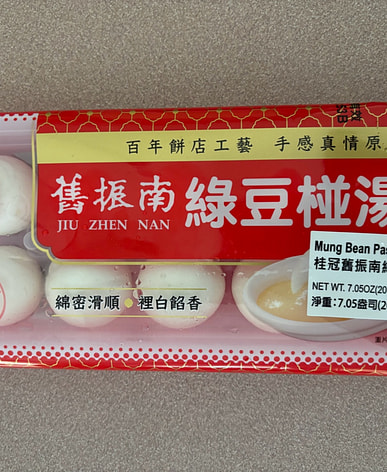 百年餅店工藝 手感真情原
舊振南
JIU ZHEN NAN
綠豆椪湯
Mung Bean Pas
桂冠舊振南綠
NET WT. 7.05OZ(20
淨重:7.05盎司(2
綿密滑順·裡白餡香